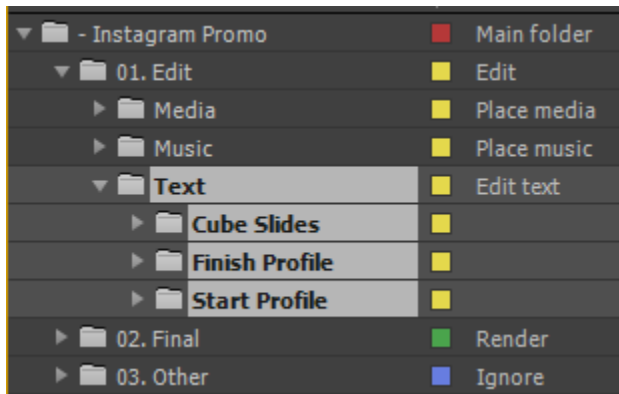 - Instagram Promo Main folder
01. Edit Edit
Media Place media
Music Place music
Text Edit text
Cube Slides
Finish Profile
Start Profile
02. Final Render
03. Other Ignore